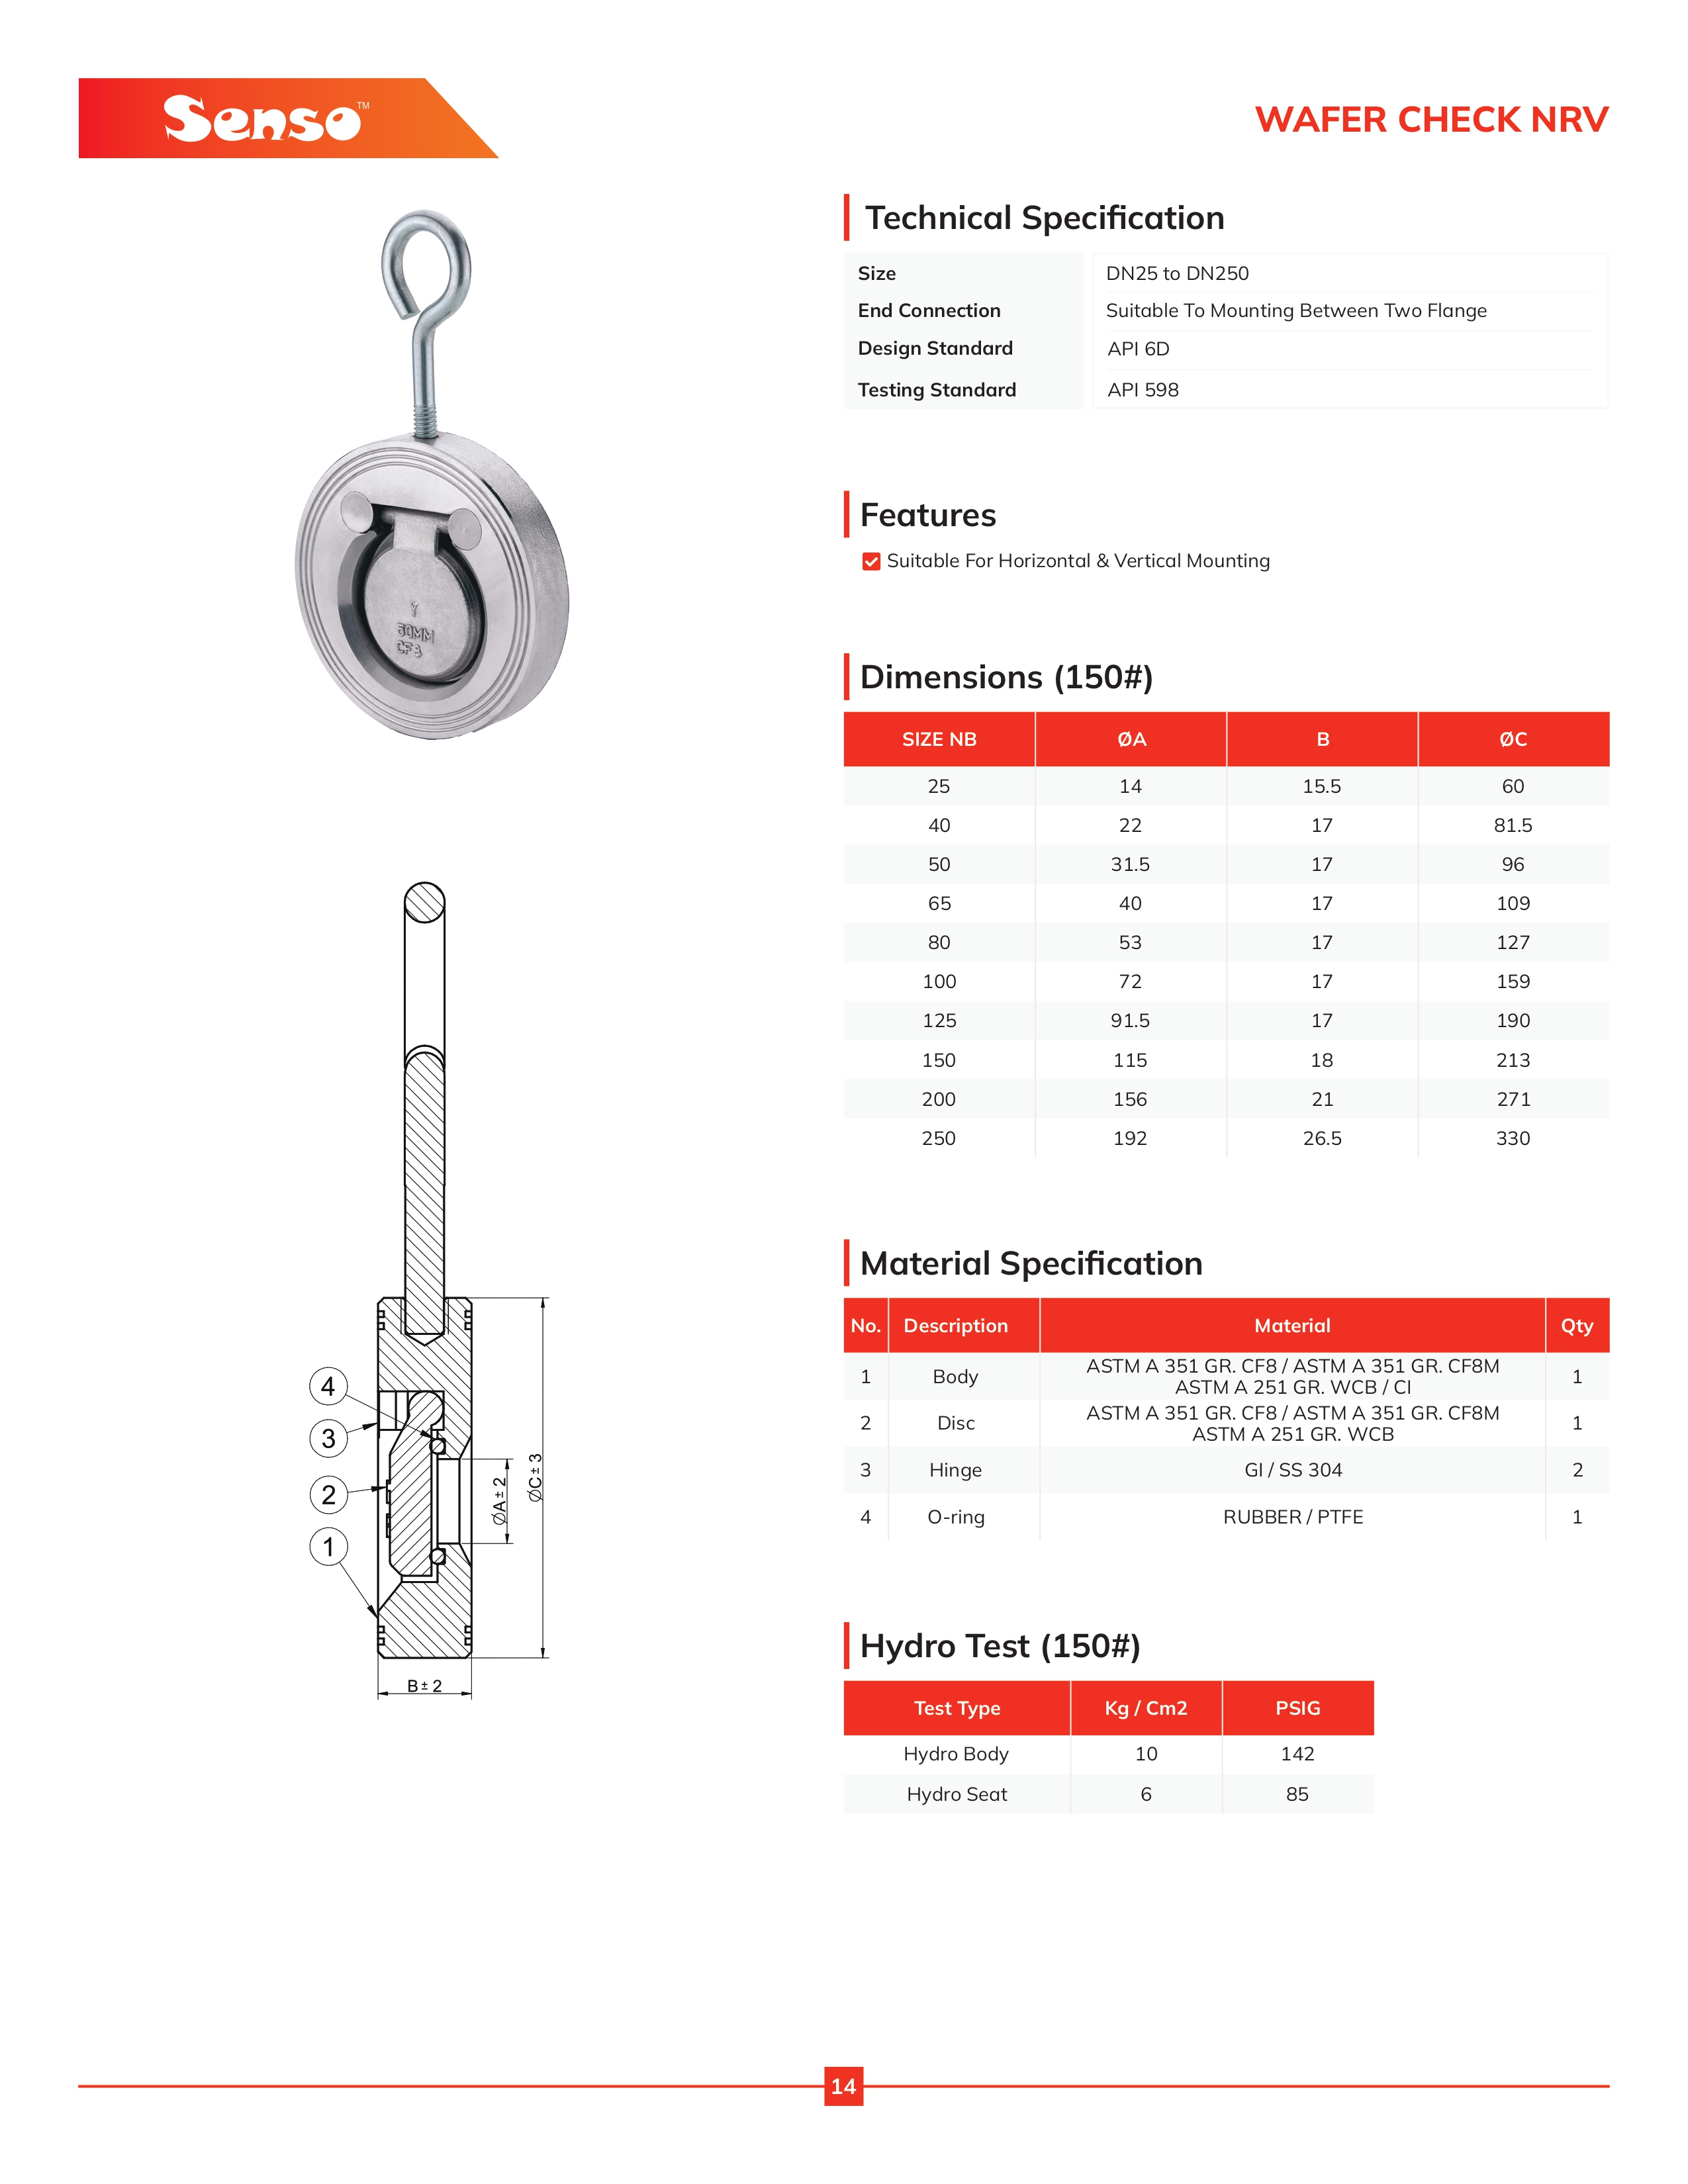 Senso™
WAFER CHECK NRV
Y
50MM
CF8
4
3
2
1
ØA ± 2
ØC ± 3
B ± 2
Technical Specification
Size DN25 to DN250
End Connection Suitable To Mounting Between Two Flange
Design Standard API 6D
Testing Standard API 598
Features
Suitable For Horizontal & Vertical Mounting
Dimensions (150#)
SIZE NB ØA B ØC
25 14 15.5 60
40 22 17 81.5
50 31.5 17 96
65 40 17 109
80 53 17 127
100 72 17 159
125 91.5 17 190
150 115 18 213
200 156 21 271
250 192 26.5 330
Material Specification
No. Description Material Qty
1 Body ASTM A 351 GR. CF8 / ASTM A 351 GR. CF8M
ASTM A 251 GR. WCB / CI 1
2 Disc ASTM A 351 GR. CF8 / ASTM A 351 GR. CF8M
ASTM A 251 GR. WCB 1
3 Hinge GI / SS 304 2
4 O-ring RUBBER / PTFE 1
Hydro Test (150#)
Test Type Kg / Cm2 PSIG
Hydro Body 10 142
Hydro Seat 6 85
14